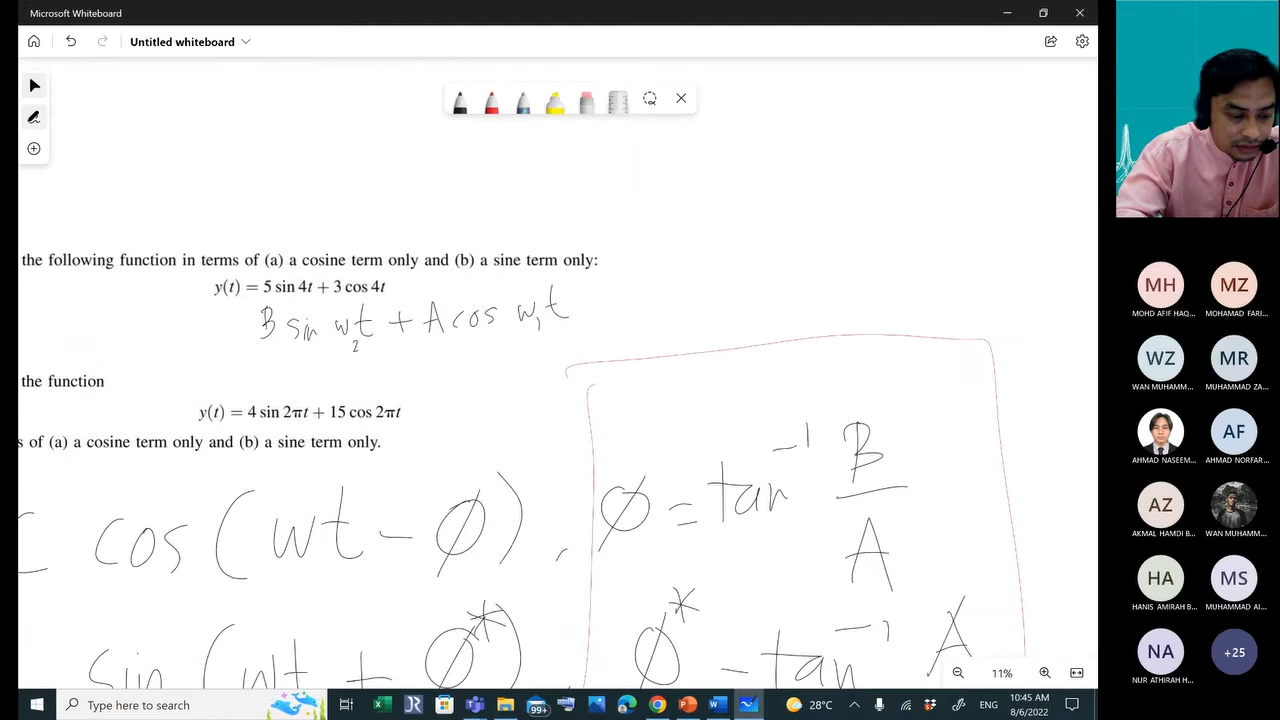 Microsoft Whiteboard
Untitled whiteboard
the following function in terms of (a) a cosine term only and (b) a sine term only:
y(t) = 5 sin 4t + 3 cos 4t
B sin w₂t + A cos w₁t
the function
y(t) = 4 sin 2πt + 15 cos 2πt
s of (a) a cosine term only and (b) a sine term only.
C cos (wt − ø), ø = tan⁻¹ B/A
sin (wt + ø*), ø* = tan⁻¹ A
11%
MH MZ
MOHD AFIF HAQ... MOHAMAD FARI...
WZ MR
WAN MUHAMM... MUHAMMAD ZA...
AF
AHMAD NASEEM... AHMAD NORFAR...
AZ
AKMAL HAMDI B... WAN MUHAMM...
HA MS
HANIS AMIRAH B... MUHAMMAD AI...
NA +25
NUR ATHIRAH H...
Type here to search
99+
28°C
ENG
10:45 AM
8/6/2022